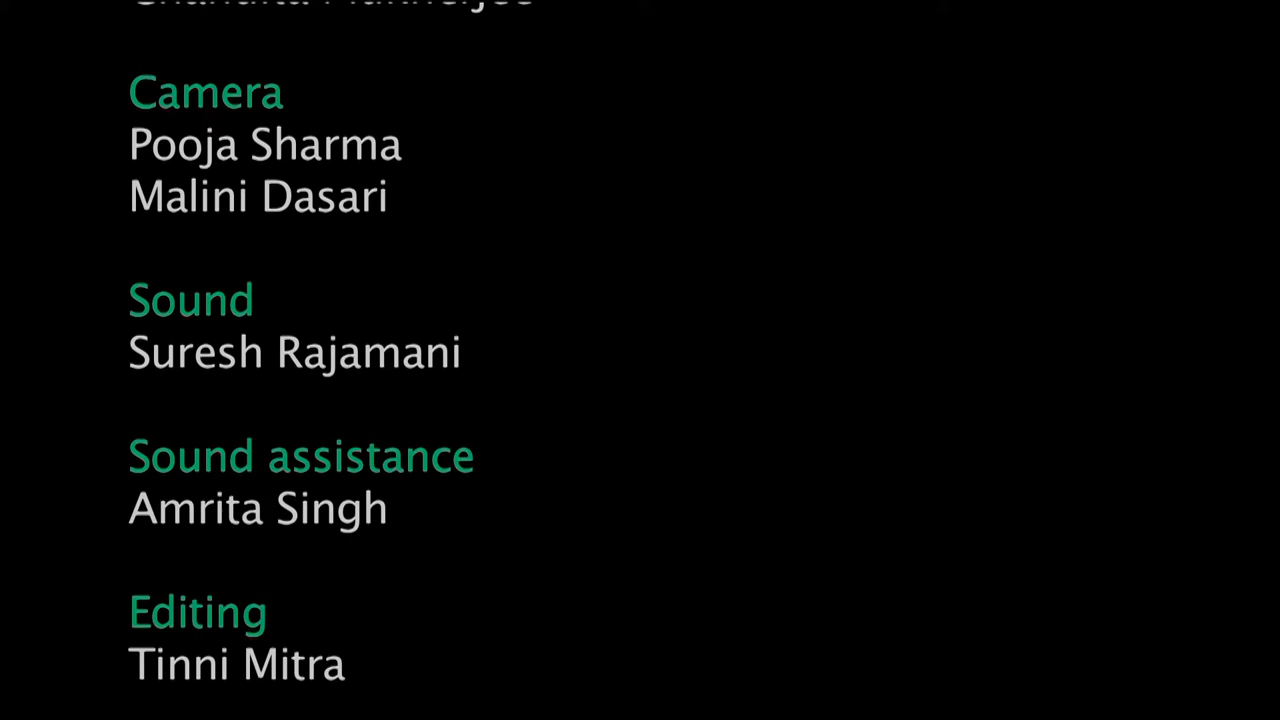 Camera
Pooja Sharma
Malini Dasari
Sound
Suresh Rajamani
Sound assistance
Amrita Singh
Editing
Tinni Mitra